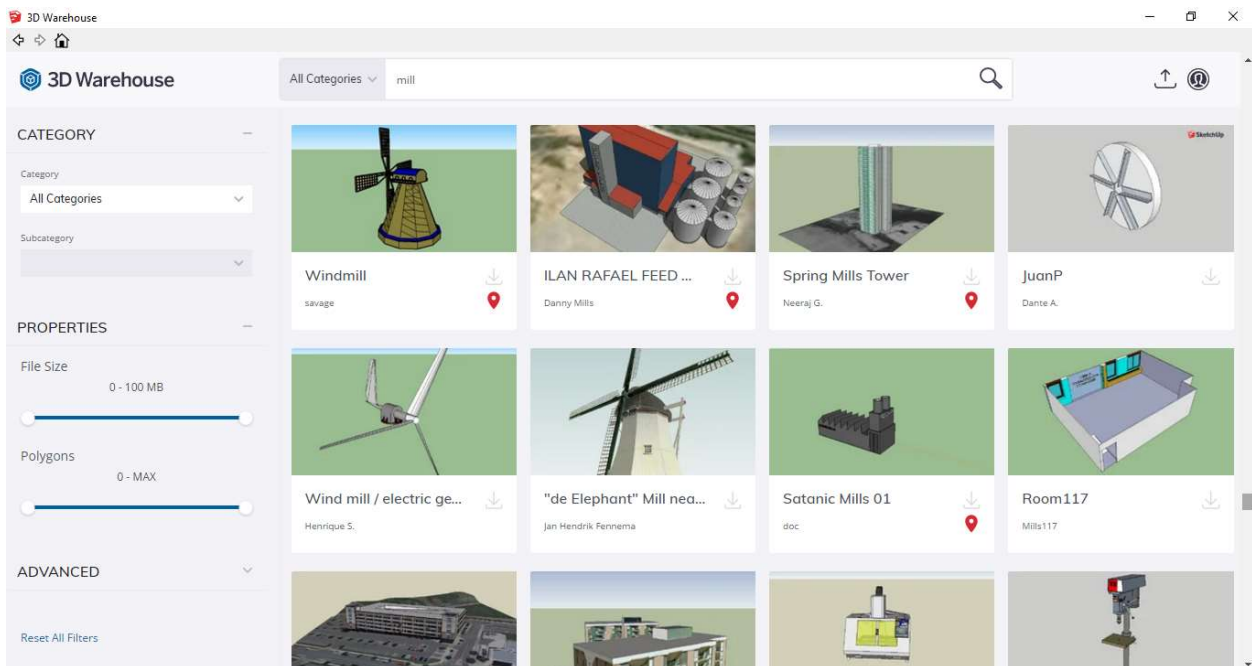 3D Warehouse
3D Warehouse
All Categories
mill
CATEGORY
Category
All Categories
Subcategory
PROPERTIES
File Size
0 - 100 MB
Polygons
0 - MAX
ADVANCED
Reset All Filters
SketchUp
Windmill
savage
ILAN RAFAEL FEED ...
Danny Mills
Spring Mills Tower
Neeraj G.
JuanP
Dante A.
Wind mill / electric ge...
Henrique S.
"de Elephant" Mill nea...
Jan Hendrik Fennema
Satanic Mills 01
doc
Room117
Mills117